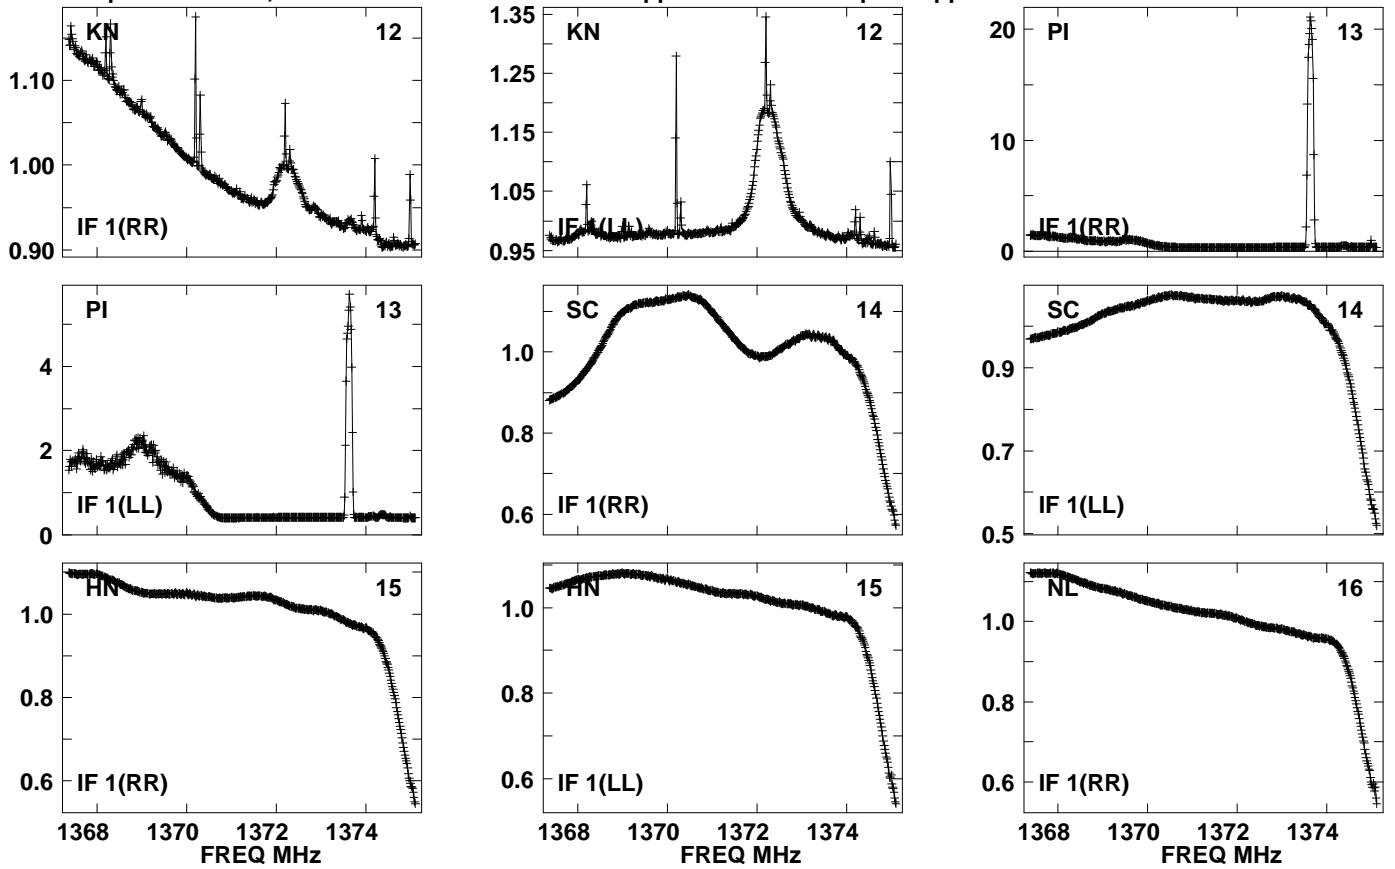 KN 12 KN 12 PI 13
1.10 1.00 0.90
1.35 1.25 1.15 1.05 0.95
20 10 0
IF 1(RR) IF 1(LL) IF 1(RR)
PI 13 SC 14 SC 14
4 2 0
1.0 0.8 0.6
0.9 0.7 0.5
IF 1(LL) IF 1(RR) IF 1(LL)
HN 15 HN 15 NL 16
1.0 0.8 0.6
1.0 0.8 0.6
1.0 0.8 0.6
IF 1(RR) IF 1(LL) IF 1(RR)
1368 1370 1372 1374 1368 1370 1372 1374 1368 1370 1372 1374
FREQ MHz FREQ MHz FREQ MHz